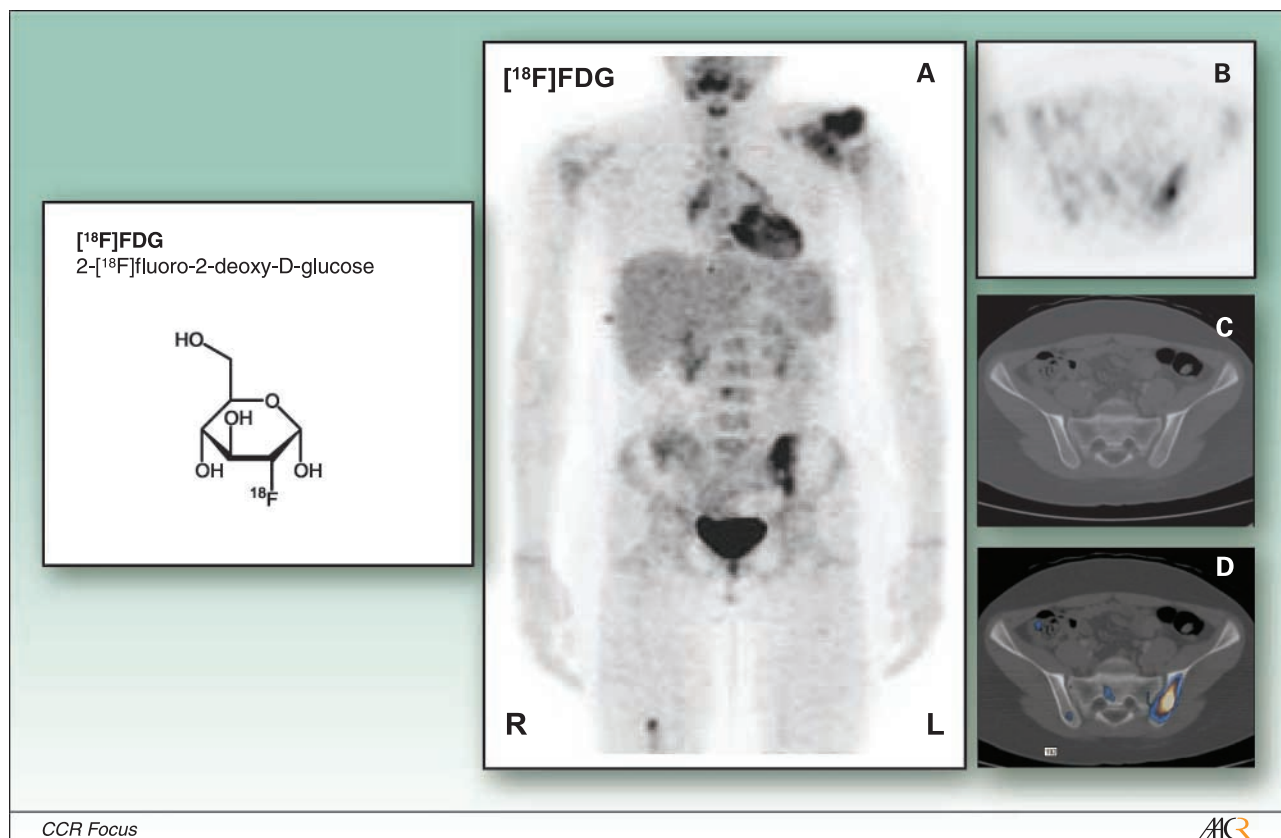 [¹⁸F]FDG
2-[¹⁸F]fluoro-2-deoxy-D-glucose
HO
O
OH
OH
OH
¹⁸F
[¹⁸F]FDG
A
R
L
B
C
D
CCR Focus
AACR